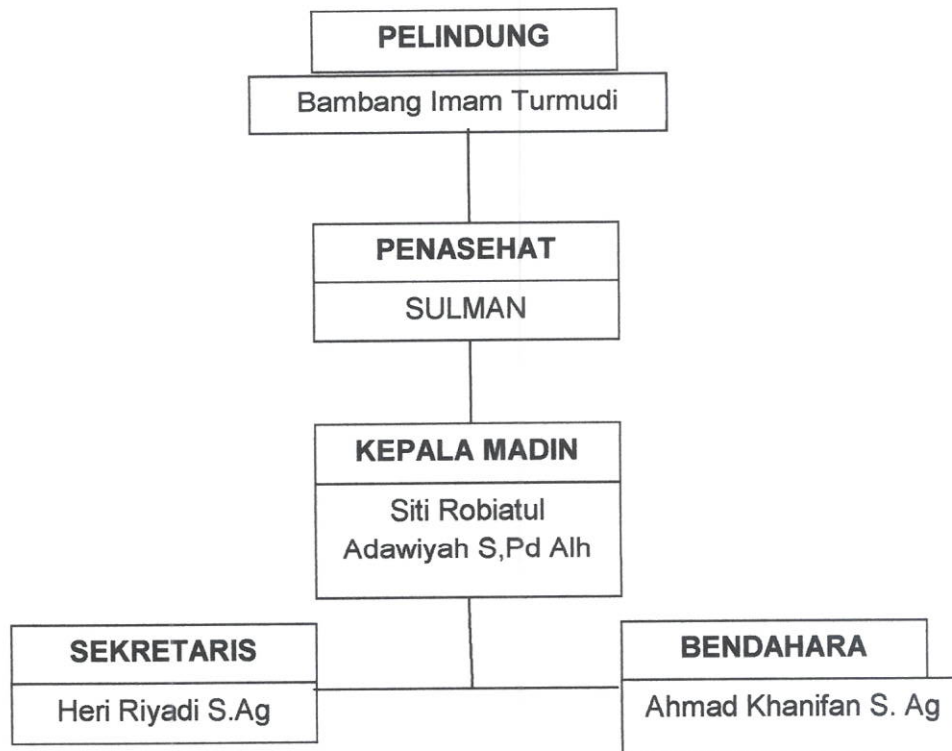 PELINDUNG
Bambang Imam Turmudi
PENASEHAT
SULMAN
KEPALA MADIN
Siti Robiatul
Adawiyah S,Pd Alh
SEKRETARIS
Heri Riyadi S.Ag
BENDAHARA
Ahmad Khanifan S. Ag